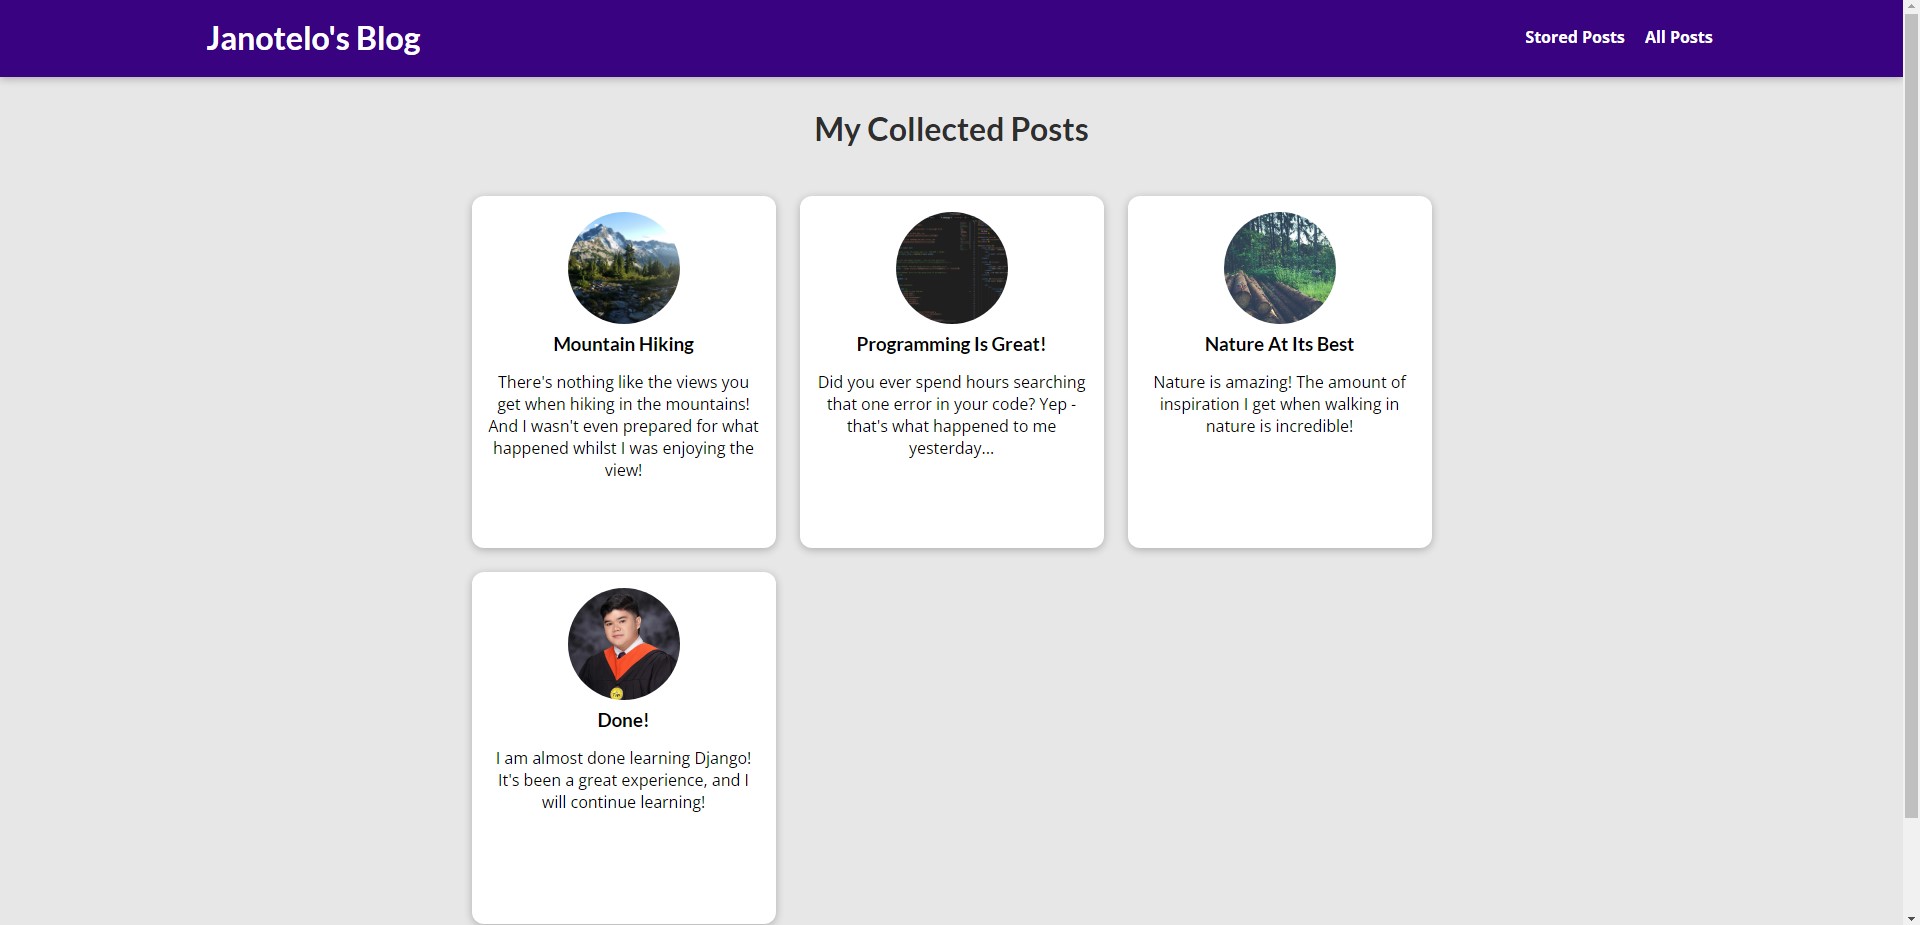 Janotelo's Blog
Stored Posts
All Posts
My Collected Posts
Mountain Hiking
There's nothing like the views you
get when hiking in the mountains!
And I wasn't even prepared for what
happened whilst I was enjoying the
view!
Programming Is Great!
Did you ever spend hours searching
that one error in your code? Yep -
that's what happened to me
yesterday...
Nature At Its Best
Nature is amazing! The amount of
inspiration I get when walking in
nature is incredible!
Done!
I am almost done learning Django!
It's been a great experience, and I
will continue learning!